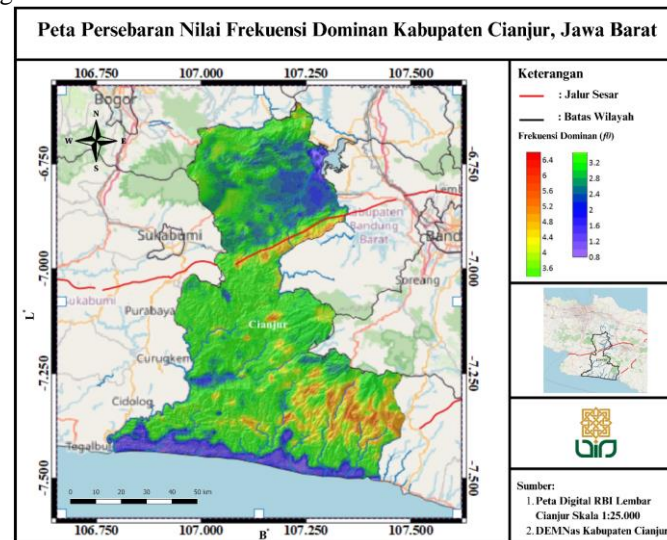 Peta Persebaran Nilai Frekuensi Dominan Kabupaten Cianjur, Jawa Barat
106.750 107.000 107.250 107.500
Bogor
N
W E
S
-6.750 -6.750
Sukabumi
Kabupaten
Bandung
Barat
Band
-7.000 -7.000
Sukabumi
Soreang
Purabaya
Cianjur
Curugkem
-7.250 -7.250
Cidolog
Tegalbu
-7.500 -7.500
0 10 20 30 40 50 km
106.750 107.000 107.250 107.500
L°
B°
Keterangan
: Jalur Sesar
: Batas Wilayah
Frekuensi Dominan (f0)
6.4
6
5.6
5.2
4.8
4.4
4
3.6
3.2
2.8
2.4
2
1.6
1.2
0.8
uin
Sumber:
1. Peta Digital RBI Lembar
Cianjur Skala 1:25.000
2. DEMNas Kabupaten Cianjur